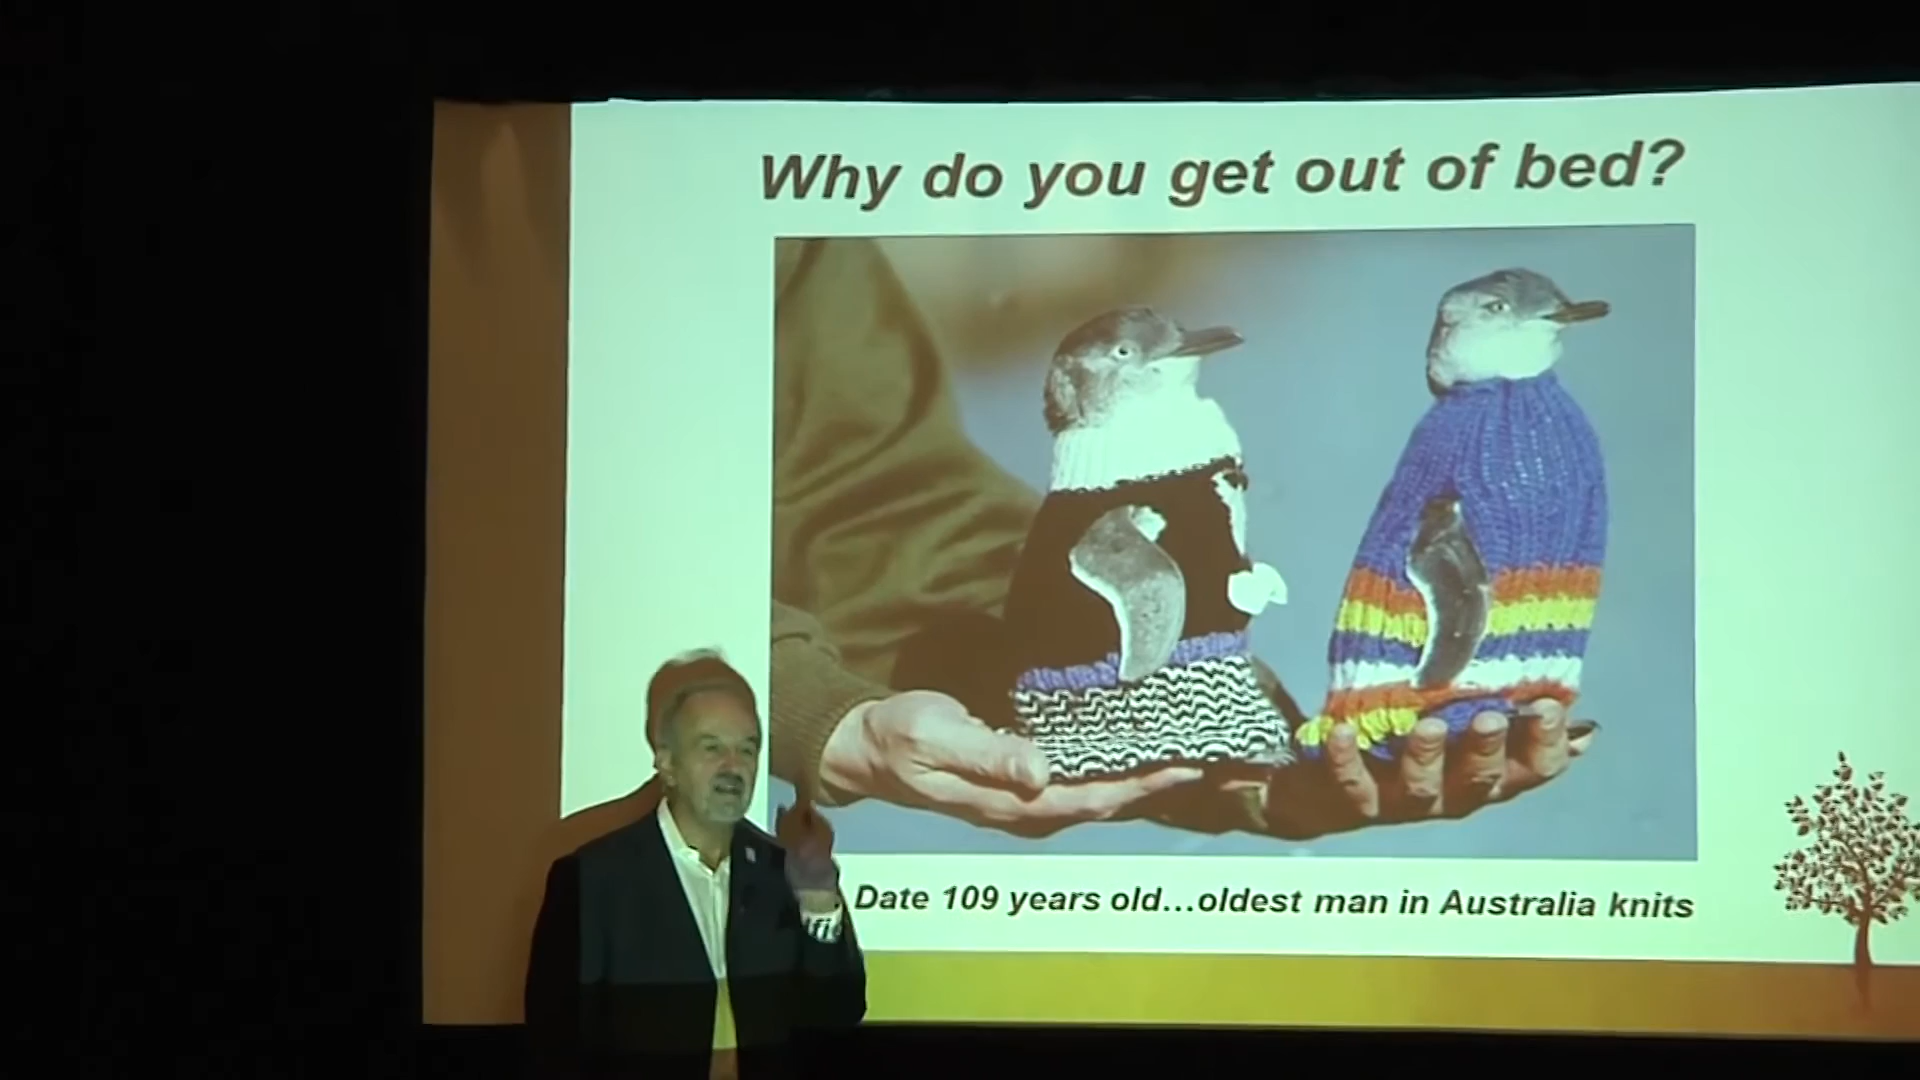 Why do you get out of bed?
Date 109 years old...oldest man in Australia knits